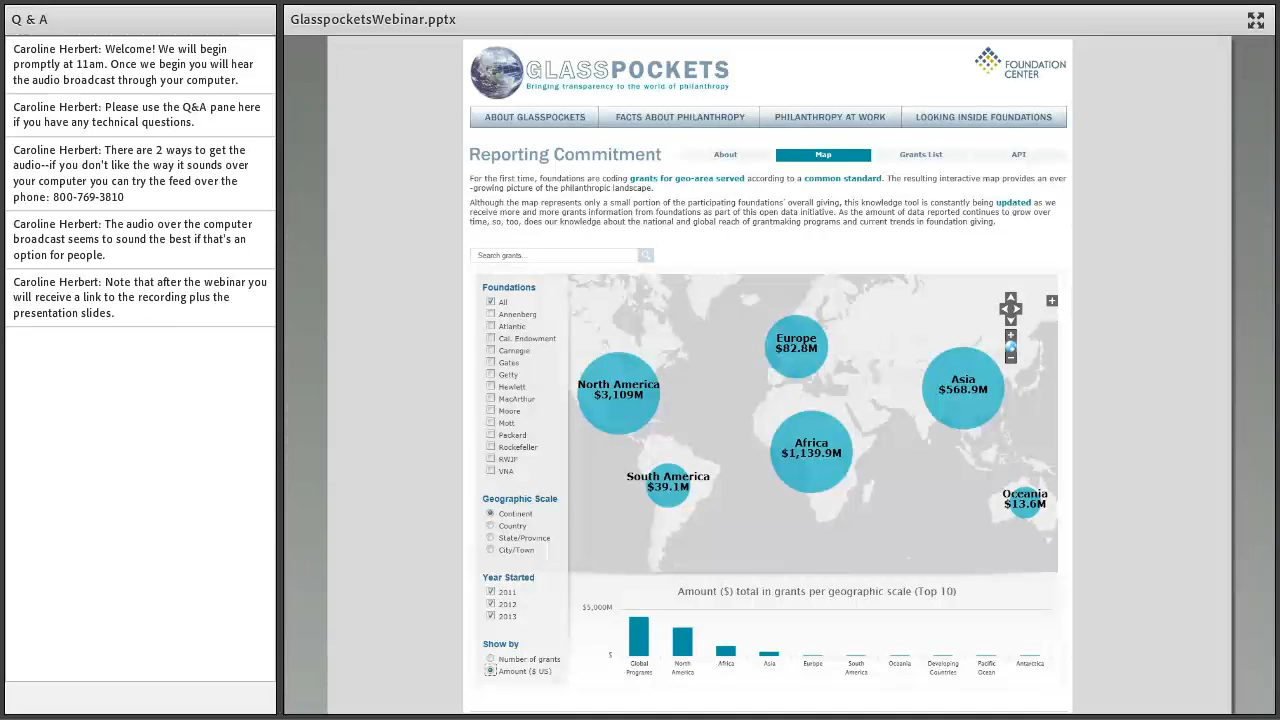 Q & A
Caroline Herbert: Welcome! We will begin
promptly at 11am. Once we begin you will hear
the audio broadcast through your computer.
Caroline Herbert: Please use the Q&A pane here
if you have any technical questions.
Caroline Herbert: There are 2 ways to get the
audio--if you don't like the way it sounds over
your computer you can try the feed over the
phone: 800-769-3810
Caroline Herbert: The audio over the computer
broadcast seems to sound the best if that's an
option for people.
Caroline Herbert: Note that after the webinar you
will receive a link to the recording plus the
presentation slides.
GlasspocketsWebinar.pptx
GLASSPOCKETS
Bringing transparency to the world of philanthropy
FOUNDATION
CENTER
ABOUT GLASSPOCKETS FACTS ABOUT PHILANTHROPY PHILANTHROPY AT WORK LOOKING INSIDE FOUNDATIONS
Reporting Commitment About Map Grants List API
For the first time, foundations are coding grants for geo-area served according to a common standard. The resulting interactive map provides an ever
-growing picture of the philanthropic landscape.
Although the map represents only a small portion of the participating foundations' overall giving, this knowledge tool is constantly being updated as we
receive more and more grants information from foundations as part of this open data initiative. As the amount of data reported continues to grow over
time, so, too, does our knowledge about the national and global reach of grantmaking programs and current trends in foundation giving.
Search grants...
Foundations
All
Annenberg
Atlantic
Cal. Endowment
Carnegie
Gates
Getty
Hewlett
MacArthur
Moore
Mott
Packard
Rockefeller
RWJF
VNA
Geographic Scale
Continent
Country
State/Province
City/Town
Year Started
2011
2012
2013
Show by
Number of grants
Amount ($ US)
North America
$3,109M
Europe
$82.8M
Asia
$568.9M
Africa
$1,139.9M
South America
$39.1M
Oceania
$13.6M
Amount ($) total in grants per geographic scale (Top 10)
$5,000M
$
Global
Programs
North
America
Africa
Asia
Europe
South
America
Oceania
Developing
Countries
Pacific
Ocean
Antarctica